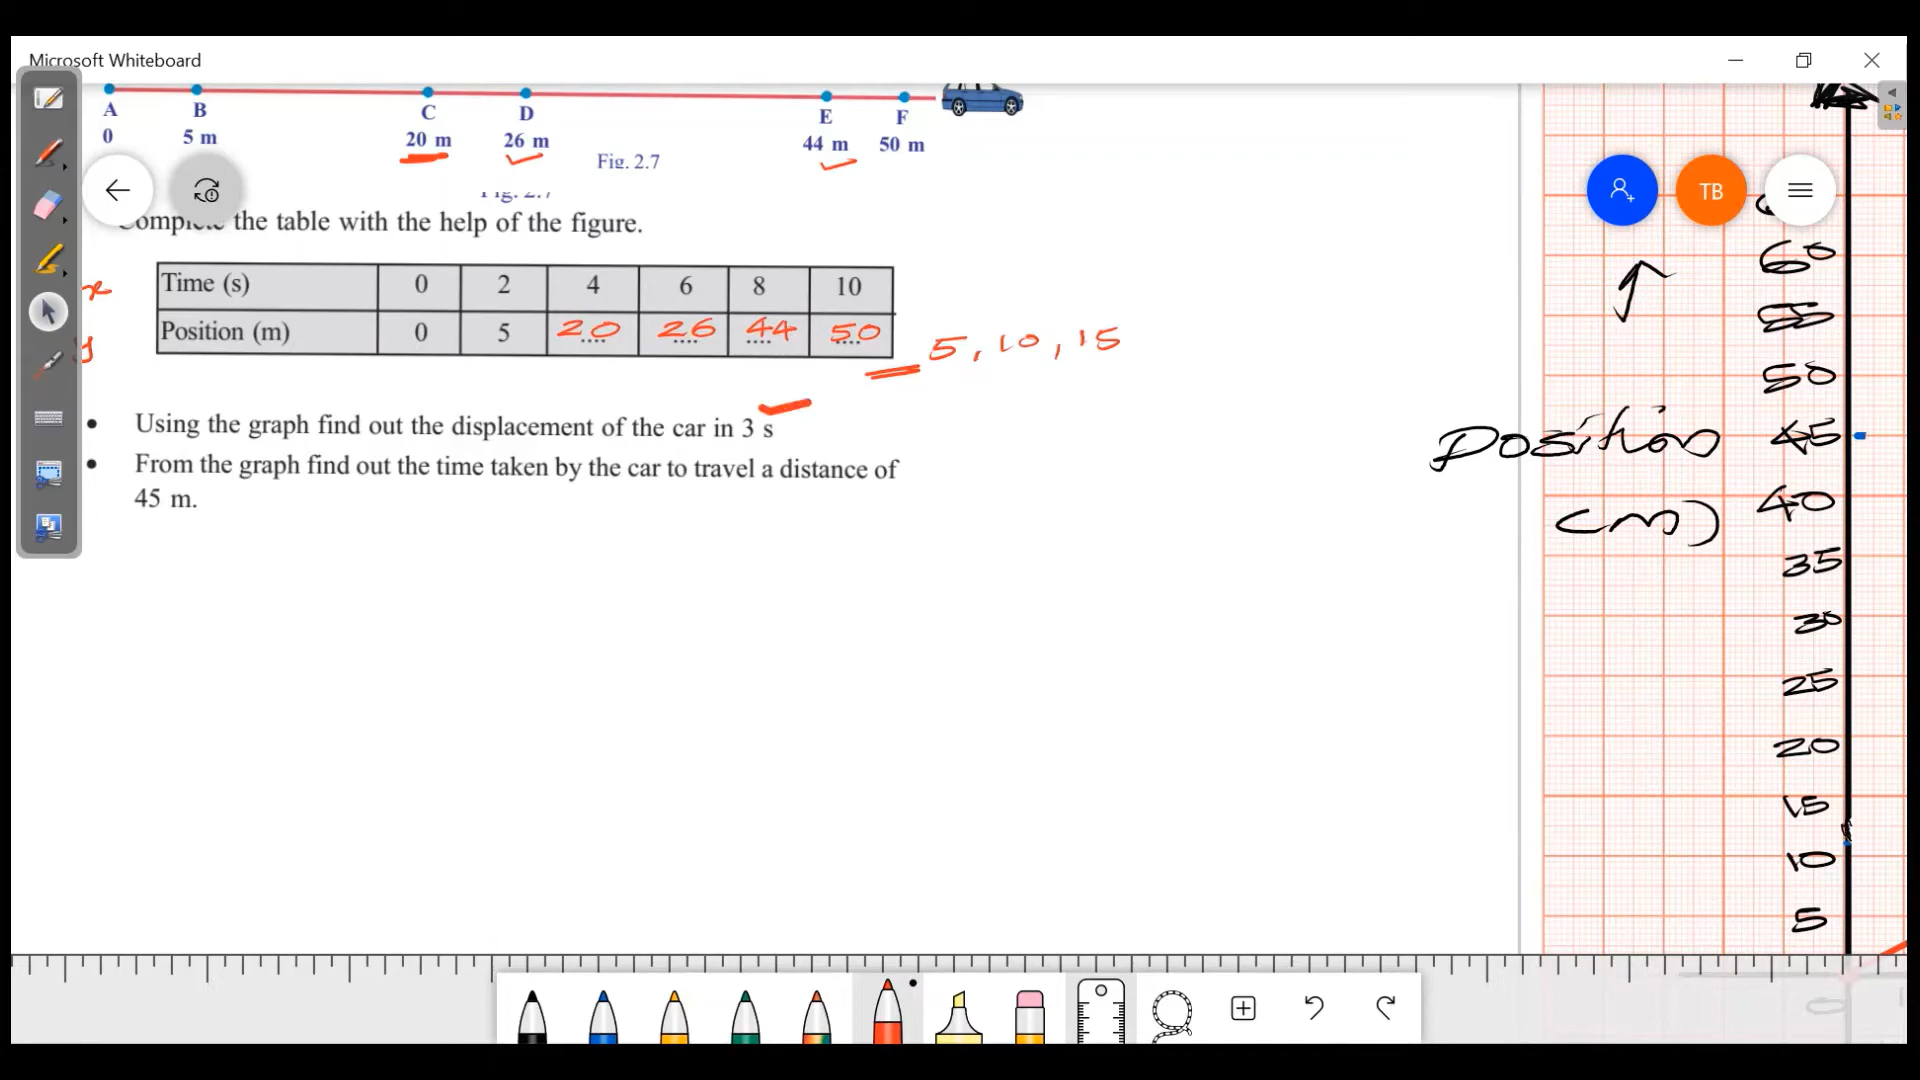 Microsoft Whiteboard
A B C D E F
0 5 m 20 m 26 m 44 m 50 m
Fig. 2.7
the table with the help of the figure.
TB
x Time (s) 0 2 4 6 8 10
y Position (m) 0 5 20 26 44 50
5, 10, 15
• Using the graph find out the displacement of the car in 3 s
• From the graph find out the time taken by the car to travel a distance of
45 m.
Position
(m)
60
55
50
45
40
35
30
25
20
15
10
5
0